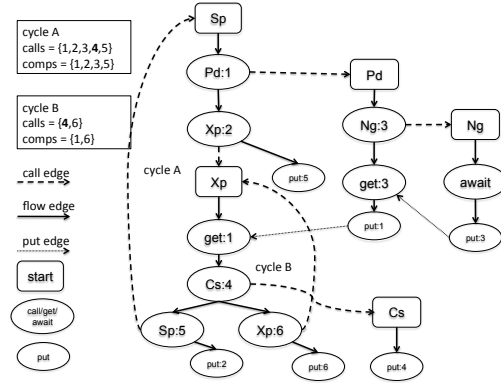 cycle A
calls = {1,2,3,4,5}
comps = {1,2,3,5}
cycle B
calls = {4,6}
comps = {1,6}
call edge
flow edge
put edge
start
call/get/
await
put
Sp
Pd:1
Pd
Xp:2
Ng:3
Ng
cycle A
Xp
put:5
get:3
await
get:1
put:1
put:3
Cs:4
cycle B
Cs
Sp:5
Xp:6
put:2
put:6
put:4